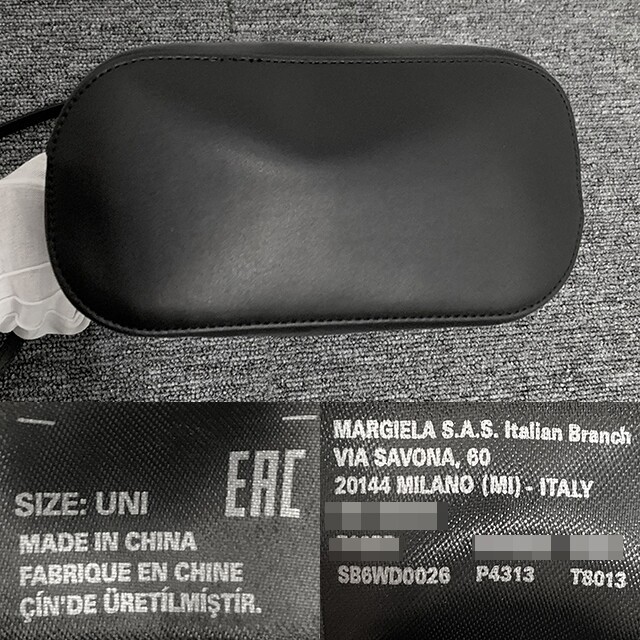 SIZE: UNI
EAC
MADE IN CHINA
FABRIQUE EN CHINE
ÇİN'DE ÜRETİLMİŞTİR.
MARGIELA S.A.S. Italian Branch
VIA SAVONA, 60
20144 MILANO (MI) - ITALY
SB6WD0026 P4313 T8013